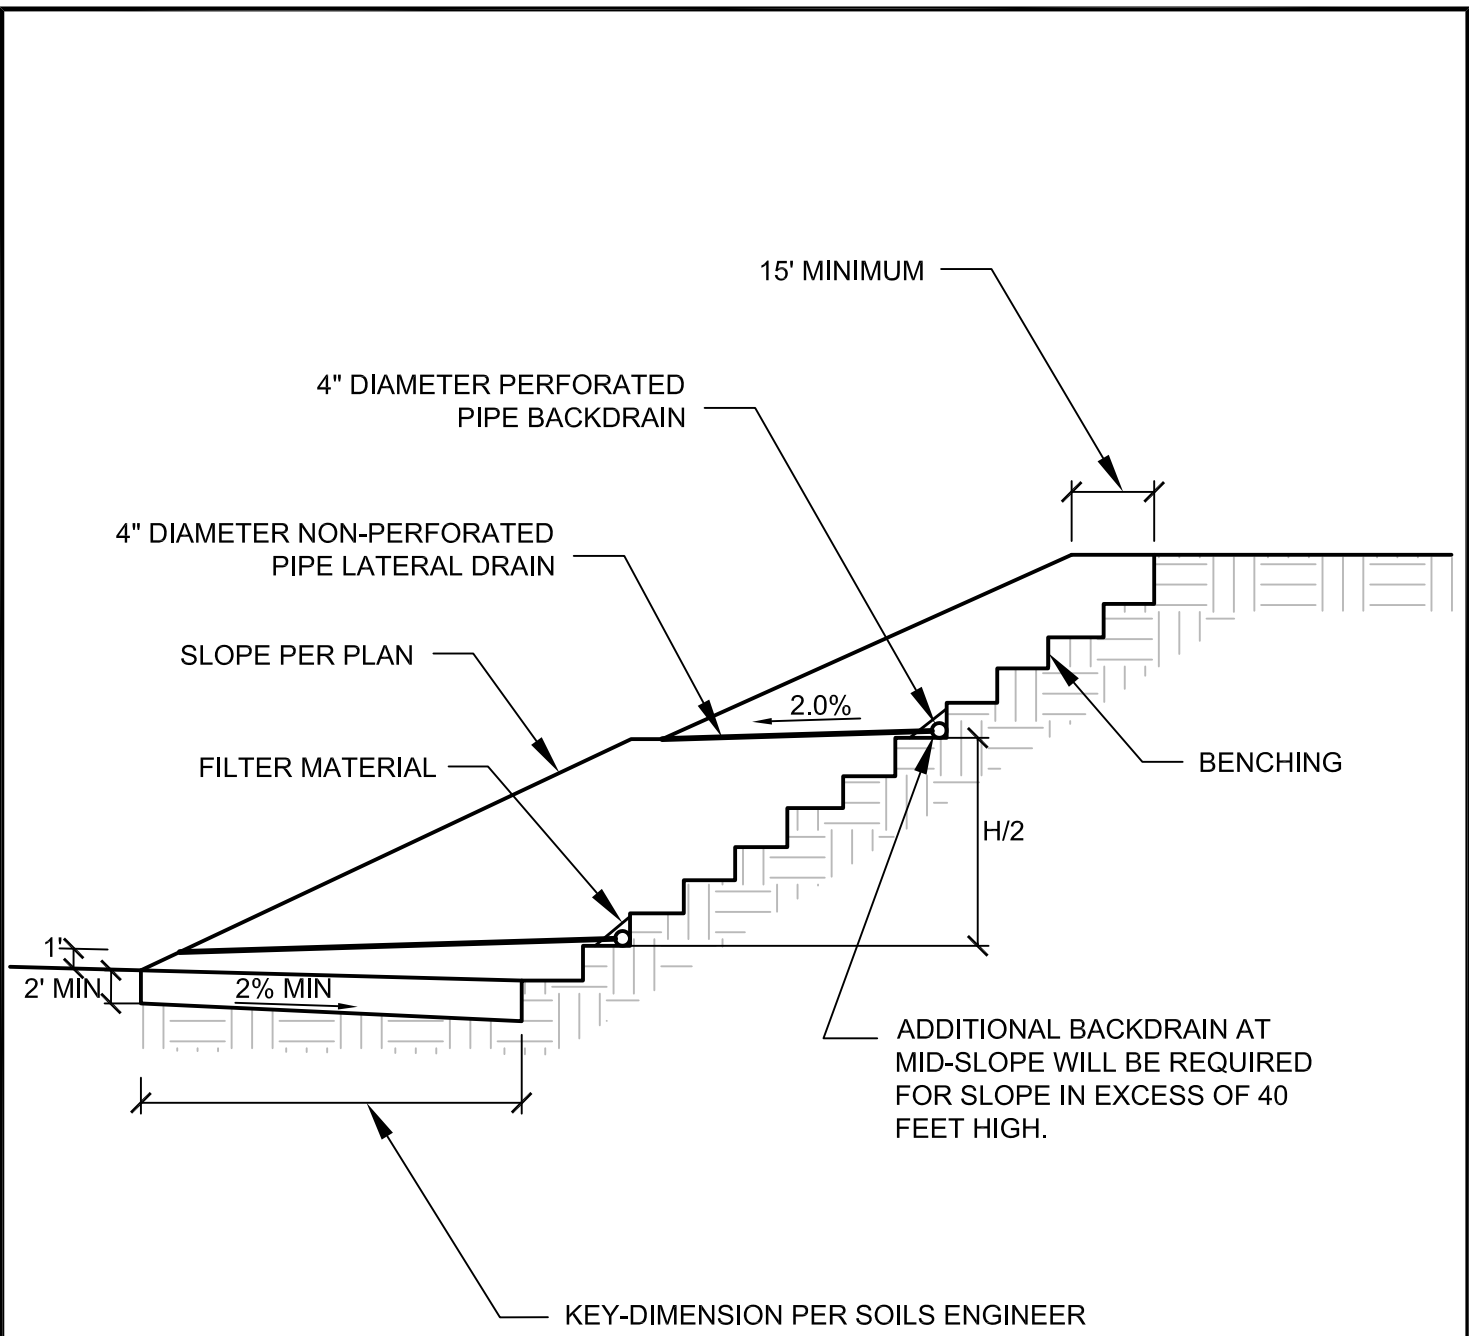 15' MINIMUM
4" DIAMETER PERFORATED
PIPE BACKDRAIN
4" DIAMETER NON-PERFORATED
PIPE LATERAL DRAIN
SLOPE PER PLAN
2.0%
FILTER MATERIAL
BENCHING
H/2
1'
2' MIN
2% MIN
ADDITIONAL BACKDRAIN AT
MID-SLOPE WILL BE REQUIRED
FOR SLOPE IN EXCESS OF 40
FEET HIGH.
KEY-DIMENSION PER SOILS ENGINEER